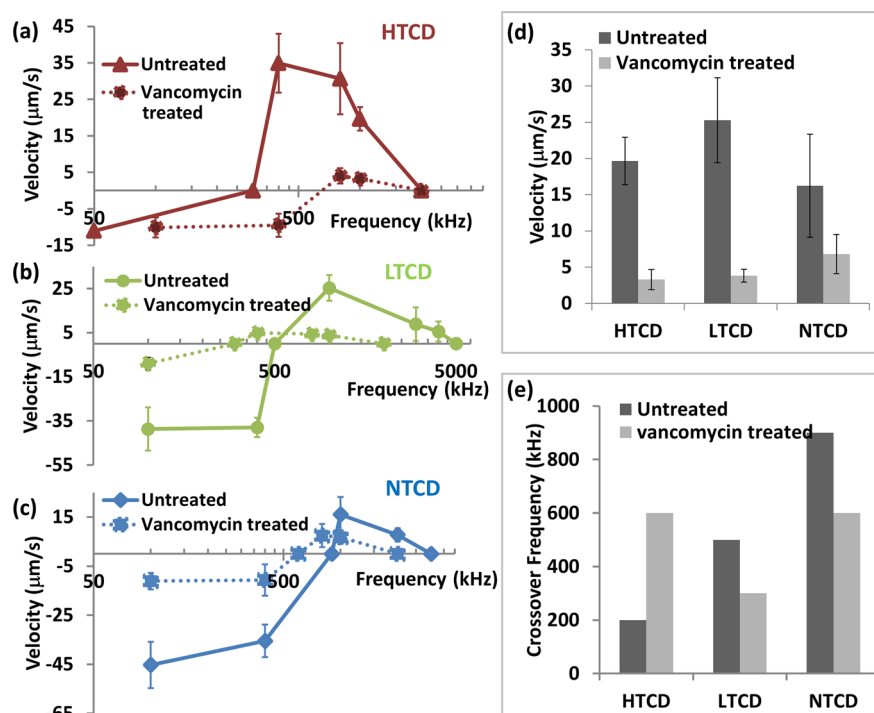 (a)
HTCD
45
35
25
15
5
-5
-15
Velocity (µm/s)
Untreated
Vancomycin
treated
50
500
Frequency (kHz)
(b)
LTCD
25
5
-15
-35
-55
Velocity (µm/s)
Untreated
Vancomycin treated
50
500
5000
Frequency (kHz)
(c)
NTCD
15
-5
-25
-45
-65
Velocity (µm/s)
Untreated
Vancomycin treated
50
500
Frequency (kHz)
(d)
Untreated
Vancomycin treated
35
30
25
20
15
10
5
0
Velocity (µm/s)
HTCD LTCD NTCD
(e)
Untreated
vancomycin treated
1000
800
600
400
200
0
Crossover Frequency (kHz)
HTCD LTCD NTCD